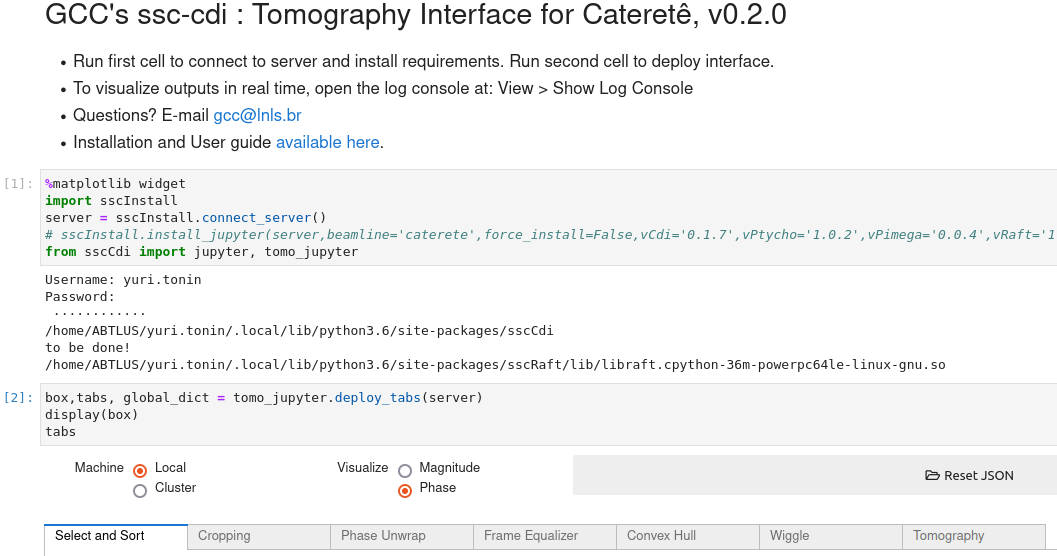 GCC's ssc-cdi : Tomography Interface for Cateretê, v0.2.0
• Run first cell to connect to server and install requirements. Run second cell to deploy interface.
• To visualize outputs in real time, open the log console at: View > Show Log Console
• Questions? E-mail gcc@lnls.br
• Installation and User guide available here.
[1]: %matplotlib widget
import sscInstall
server = sscInstall.connect_server()
# sscInstall.install_jupyter(server,beamline='caterete',force_install=False,vCdi='0.1.7',vPtycho='1.0.2',vPimega='0.0.4',vRaft='1
from sscCdi import jupyter, tomo_jupyter
Username: yuri.tonin
Password:
············
/home/ABTLUS/yuri.tonin/.local/lib/python3.6/site-packages/sscCdi
to be done!
/home/ABTLUS/yuri.tonin/.local/lib/python3.6/site-packages/sscRaft/lib/libraft.cpython-36m-powerpc64le-linux-gnu.so
[2]: box,tabs, global_dict = tomo_jupyter.deploy_tabs(server)
display(box)
tabs
Machine Local Visualize Magnitude
Reset JSON
Cluster Phase
Select and Sort Cropping Phase Unwrap Frame Equalizer Convex Hull Wiggle Tomography